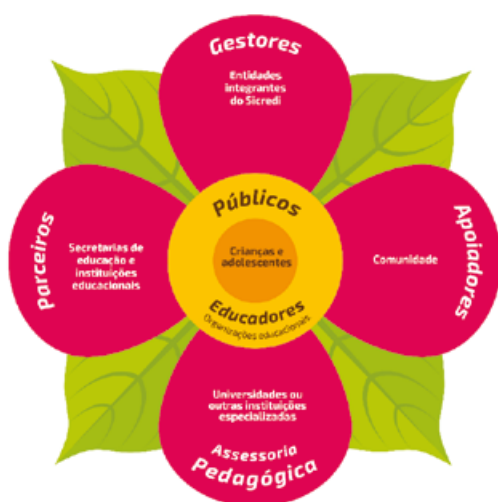 Gestores
Entidades
integrantes
do Sicredi
Parceiros
Secretarias de
educação e
instituições
educacionais
Públicos
Crianças e
adolescentes
Educadores
Organizações educacionais
Comunidade
Apoiadores
Universidades ou
outras instituições
especializadas
Assessoria
Pedagógica